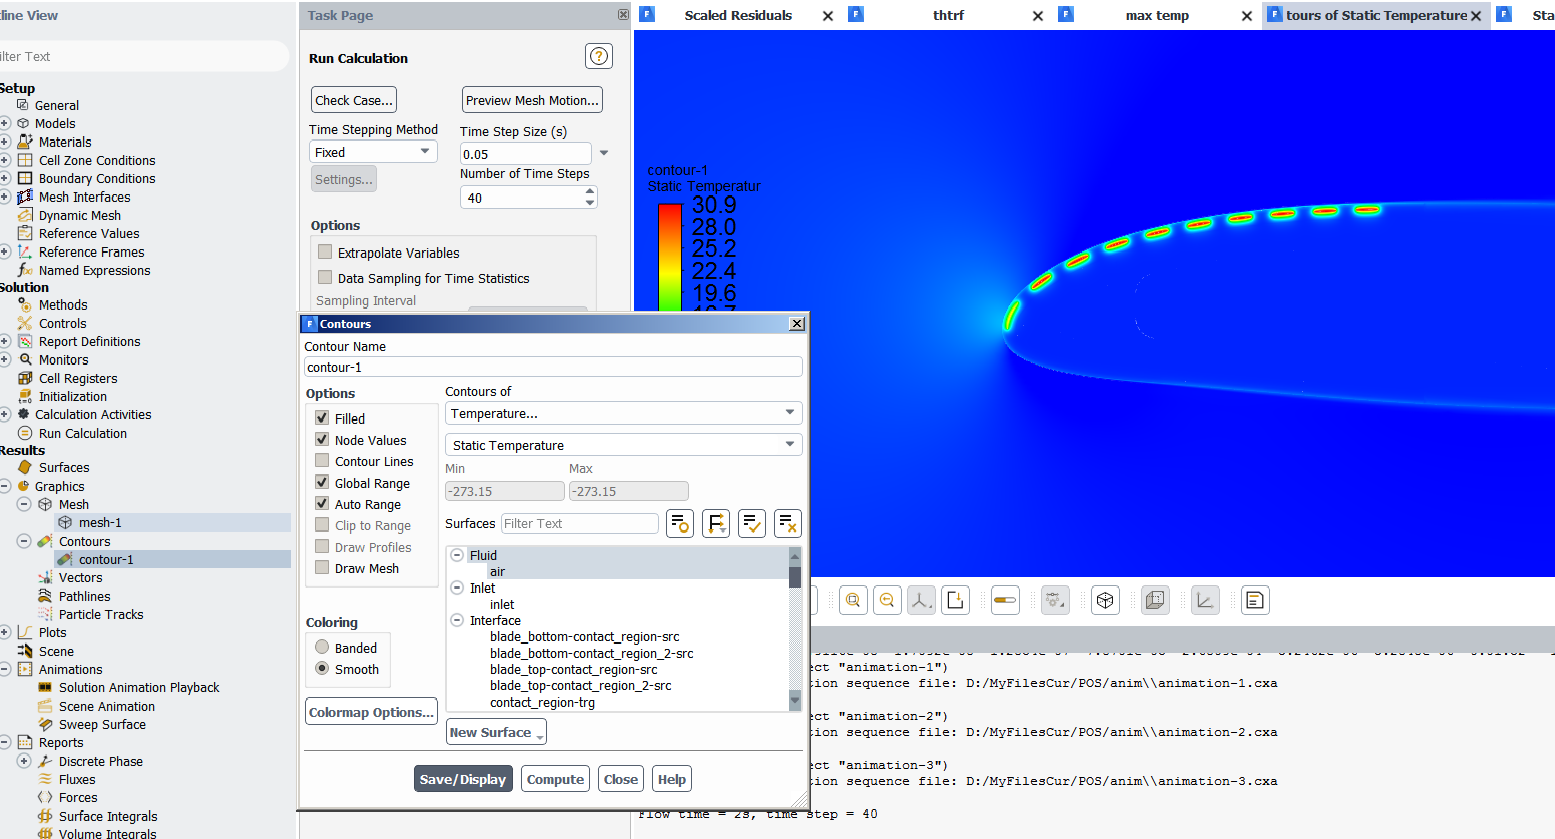 line View
ilter Text
Setup
General
Models
Materials
Cell Zone Conditions
Boundary Conditions
Mesh Interfaces
Dynamic Mesh
Reference Values
Reference Frames
Named Expressions
Solution
Methods
Controls
Report Definitions
Monitors
Cell Registers
Initialization
Calculation Activities
Run Calculation
Results
Surfaces
Graphics
Mesh
mesh-1
Contours
contour-1
Vectors
Pathlines
Particle Tracks
Plots
Scene
Animations
Solution Animation Playback
Scene Animation
Sweep Surface
Reports
Discrete Phase
Fluxes
Forces
Surface Integrals
Volume Integrals
Task Page
Run Calculation
?
Check Case...
Preview Mesh Motion...
Time Stepping Method
Time Step Size (s)
Fixed
0.05
Settings...
Number of Time Steps
40
Options
Extrapolate Variables
Data Sampling for Time Statistics
Sampling Interval
Scaled Residuals
thtrf
max temp
tours of Static Temperature
Sta
contour-1
Static Temperatur
30.9
28.0
25.2
22.4
19.6
Contours
Contour Name
contour-1
Options
Filled
Node Values
Contour Lines
Global Range
Auto Range
Clip to Range
Draw Profiles
Draw Mesh
Coloring
Banded
Smooth
Colormap Options...
Contours of
Temperature...
Static Temperature
Min
Max
-273.15
-273.15
Surfaces
Filter Text
Fluid
air
Inlet
inlet
Interface
blade_bottom-contact_region-src
blade_bottom-contact_region_2-src
blade_top-contact_region-src
blade_top-contact_region_2-src
contact_region-trg
New Surface
Save/Display
Compute
Close
Help
ct "animation-1")
ion sequence file: D:/MyFilesCur/POS/anim\\animation-1.cxa
ct "animation-2")
ion sequence file: D:/MyFilesCur/POS/anim\\animation-2.cxa
ct "animation-3")
ion sequence file: D:/MyFilesCur/POS/anim\\animation-3.cxa
Flow time = 2s, time step = 40